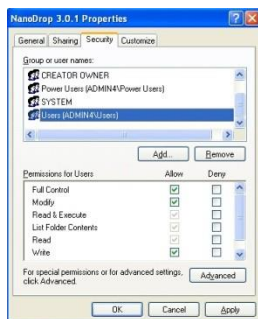 NanoDrop 3.0.1 Properties
General Sharing Security Customize
Group or user names:
CREATOR OWNER
Power Users (ADMIN4\Power Users)
SYSTEM
Users (ADMIN4\Users)
Add... Remove
Permissions for Users Allow Deny
Full Control
Modify
Read & Execute
List Folder Contents
Read
Write
For special permissions or for advanced settings,
click Advanced.
Advanced
OK Cancel Apply